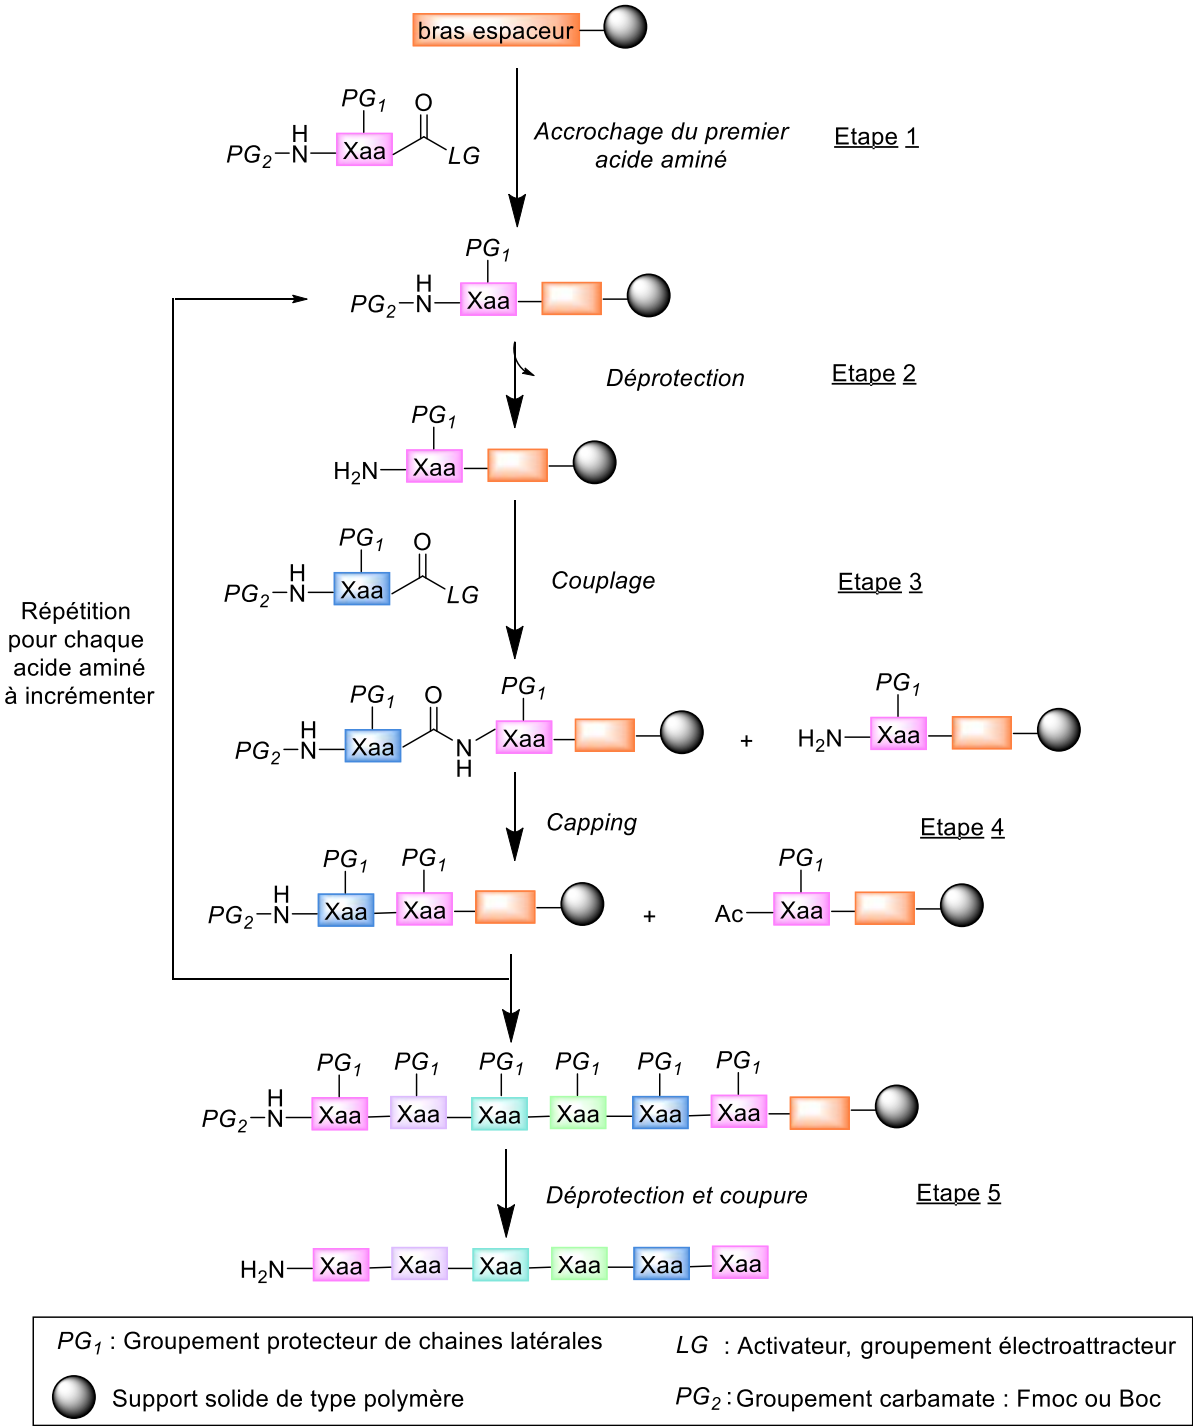 bras espaceur
PG1
O
H
PG2 N Xaa LG
Accrochage du premier
acide aminé
Etape 1
PG1
H
PG2 N Xaa
Déprotection
Etape 2
PG1
H2N Xaa
PG1
O
H
PG2 N Xaa LG
Couplage
Etape 3
Répétition
pour chaque
acide aminé
à incrémenter
PG1 O PG1
H
PG2 N Xaa N Xaa
H
+
PG1
H2N Xaa
Capping
Etape 4
PG1 PG1
H
PG2 N Xaa Xaa
+
PG1
Ac Xaa
PG1 PG1 PG1 PG1 PG1 PG1
H
PG2 N Xaa Xaa Xaa Xaa Xaa Xaa
Déprotection et coupure
Etape 5
H2N Xaa Xaa Xaa Xaa Xaa Xaa
PG1 : Groupement protecteur de chaines latérales
LG : Activateur, groupement électroattracteur
Support solide de type polymère
PG2 : Groupement carbamate : Fmoc ou Boc